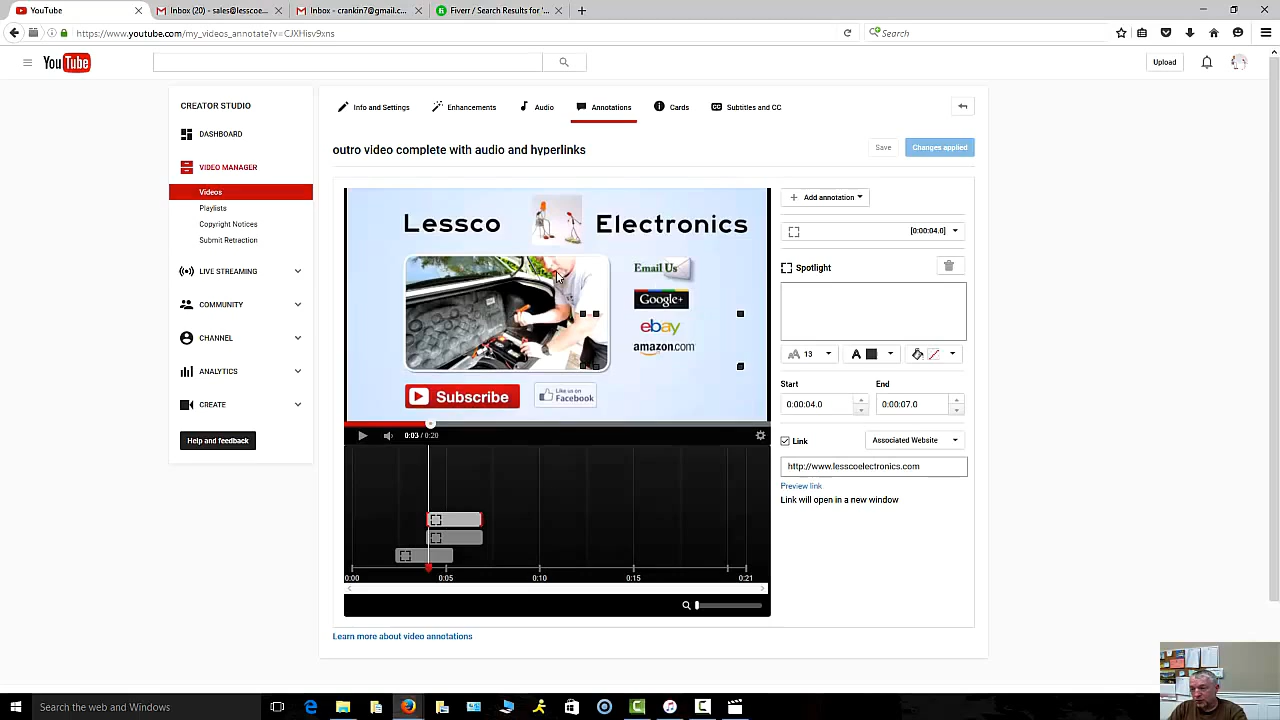 YouTube
Inbox (20) - sales@lesscoe...
Inbox - crankin7@gmail.c...
Fiverr / Search Results for '...
https://www.youtube.com/my_videos_annotate?v=CJXHisv9xns
Search
YouTube
Upload
CREATOR STUDIO
DASHBOARD
VIDEO MANAGER
Videos
Playlists
Copyright Notices
Submit Retraction
LIVE STREAMING
COMMUNITY
CHANNEL
ANALYTICS
CREATE
Help and feedback
Info and Settings
Enhancements
Audio
Annotations
Cards
Subtitles and CC
outro video complete with audio and hyperlinks
Save
Changes applied
Lessco Electronics
Email Us
Google+
ebay
amazon.com
Subscribe
Like us on
Facebook
0:03 / 0:20
0:00 0:05 0:10 0:15 0:21
Add annotation
[0:00:04.0]
Spotlight
AA 13
A
Start End
0:00:04.0 0:00:07.0
Link
Associated Website
http://www.lesscoelectronics.com
Preview link
Link will open in a new window
Learn more about video annotations
Search the web and Windows